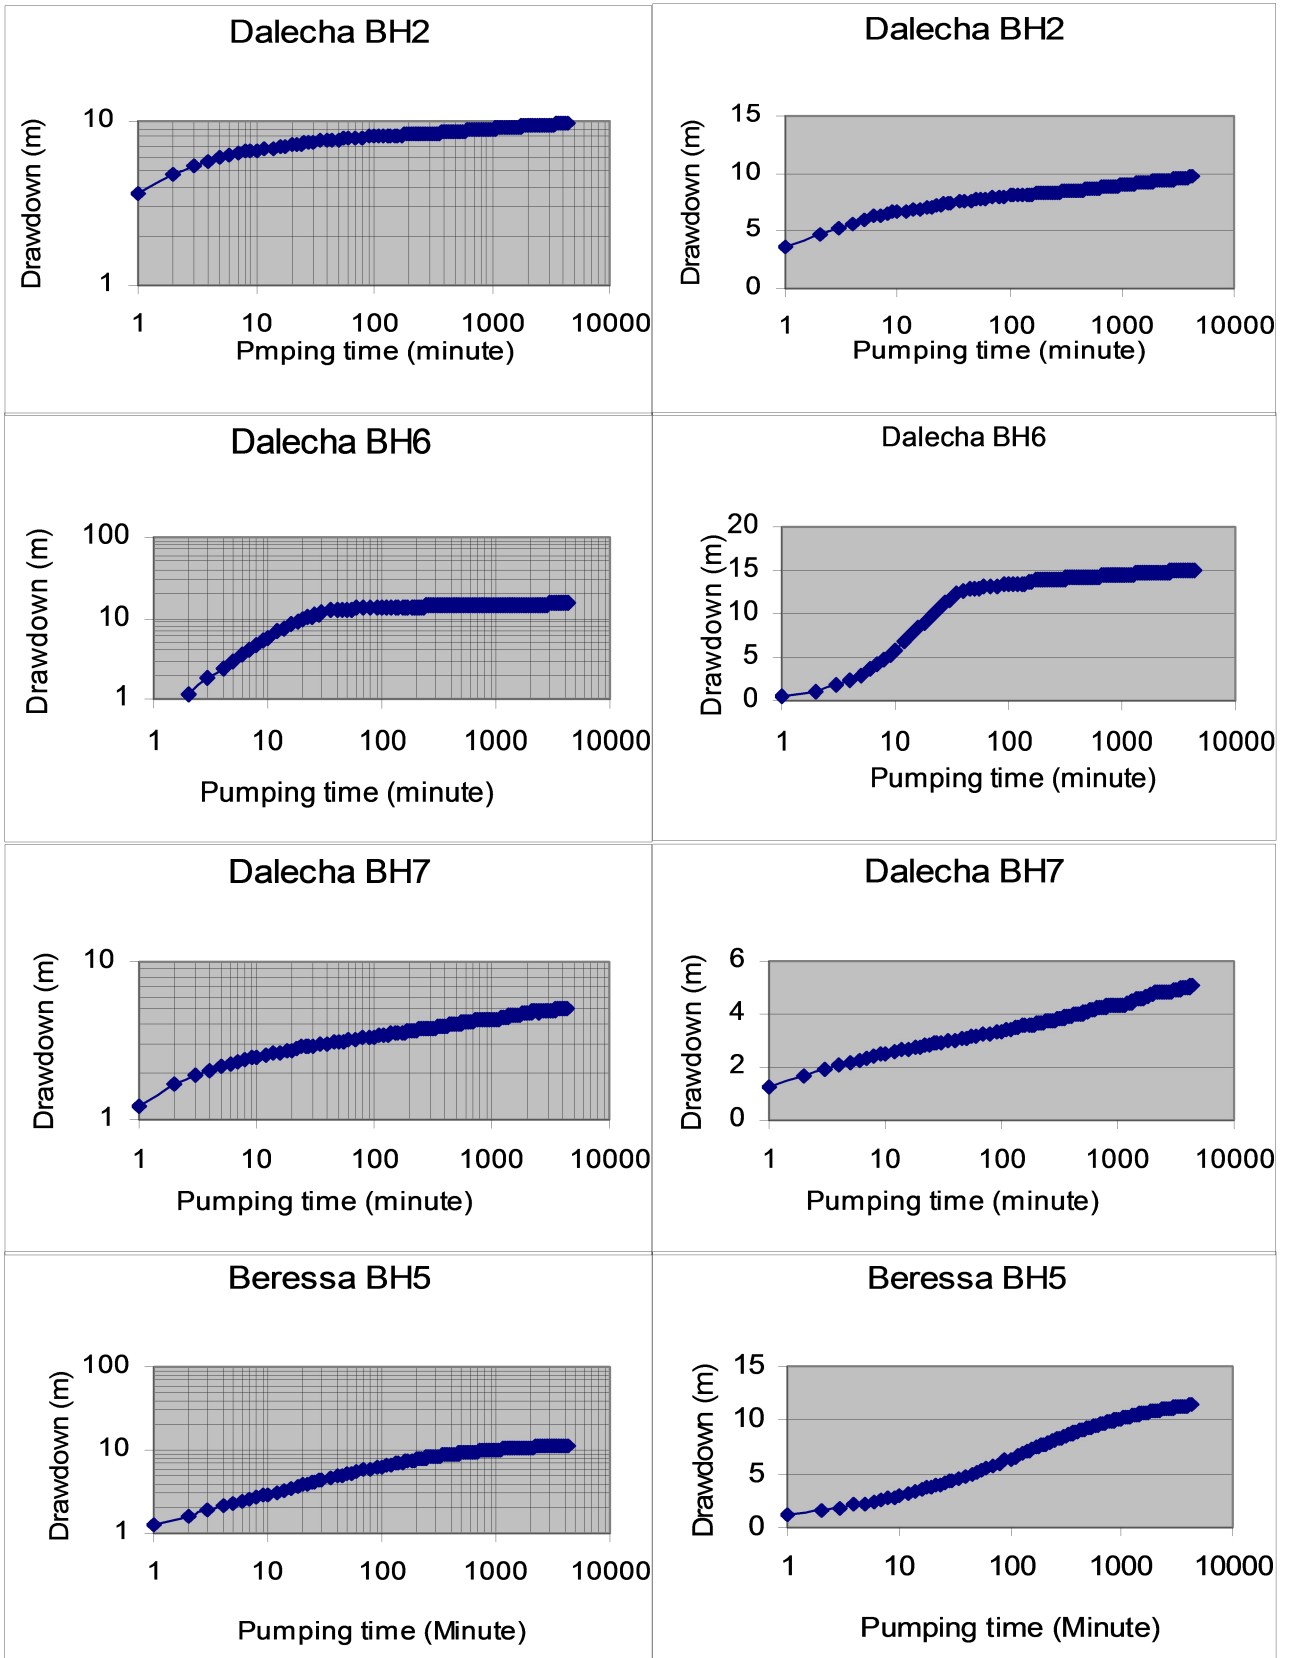 Dalecha BH2
Drawdown (m)
10
1
1 10 100 1000 10000
Pmping time (minute)
Dalecha BH2
Drawdown (m)
15
10
5
0
1 10 100 1000 10000
Pumping time (minute)
Dalecha BH6
Drawdown (m)
100
10
1
1 10 100 1000 10000
Pumping time (minute)
Dalecha BH6
Drawdown (m)
20
15
10
5
0
1 10 100 1000 10000
Pumping time (minute)
Dalecha BH7
Drawdown (m)
10
1
1 10 100 1000 10000
Pumping time (minute)
Dalecha BH7
Drawdown (m)
6
4
2
0
1 10 100 1000 10000
Pumping time (minute)
Beressa BH5
Drawdown (m)
100
10
1
1 10 100 1000 10000
Pumping time (Minute)
Beressa BH5
Drawdown (m)
15
10
5
0
1 10 100 1000 10000
Pumping time (Minute)